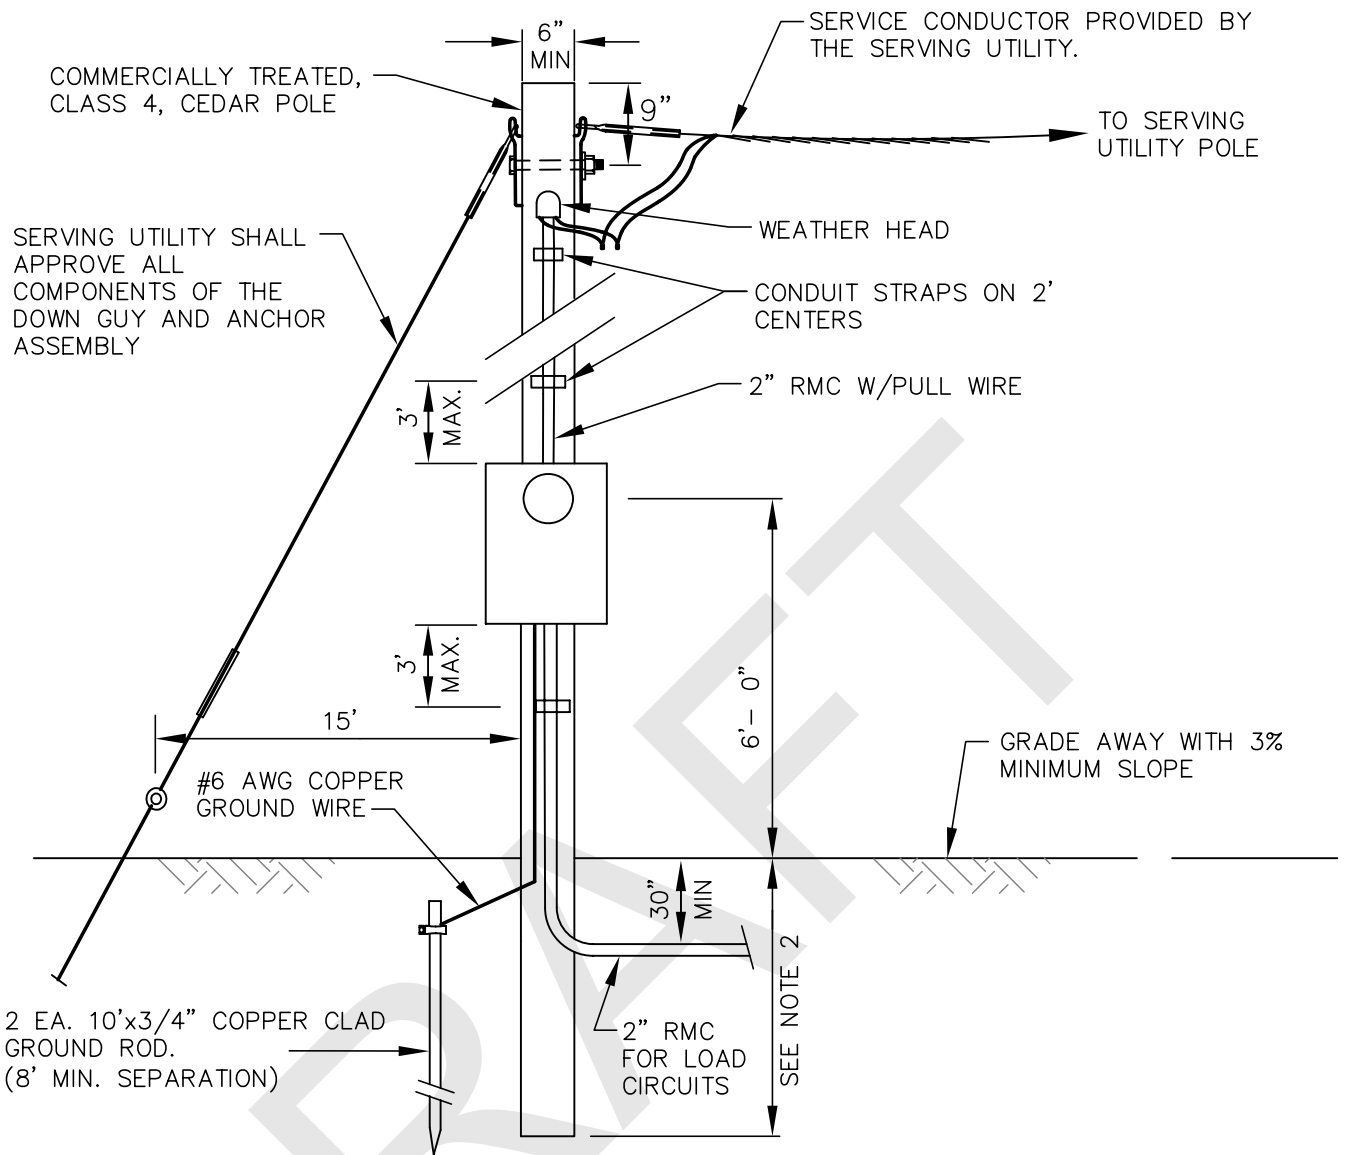 6”
MIN
SERVICE CONDUCTOR PROVIDED BY
THE SERVING UTILITY.
COMMERCIALLY TREATED,
CLASS 4, CEDAR POLE
9”
TO SERVING
UTILITY POLE
SERVING UTILITY SHALL
APPROVE ALL
COMPONENTS OF THE
DOWN GUY AND ANCHOR
ASSEMBLY
WEATHER HEAD
CONDUIT STRAPS ON 2'
CENTERS
2” RMC W/PULL WIRE
3'
MAX.
3'
MAX.
6'– 0”
15'
GRADE AWAY WITH 3%
MINIMUM SLOPE
#6 AWG COPPER
GROUND WIRE
30”
MIN
SEE NOTE 2
2 EA. 10'x3/4” COPPER CLAD
GROUND ROD.
(8' MIN. SEPARATION)
2” RMC
FOR LOAD
CIRCUITS
RAFT